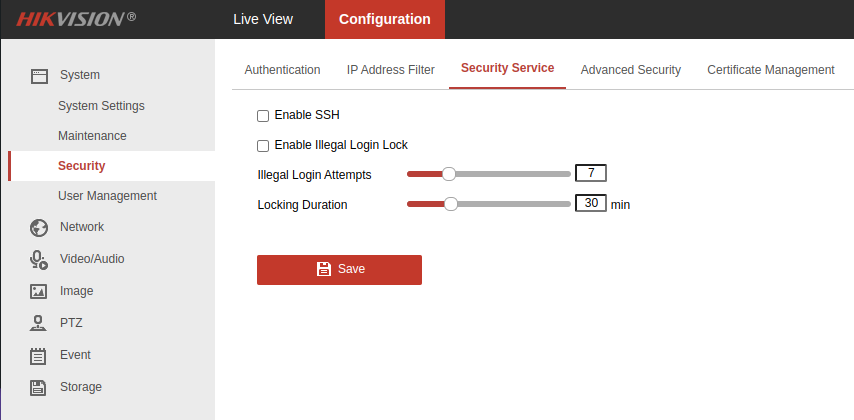 HIKVISION® Live View Configuration
System
System Settings
Maintenance
Security
User Management
Network
Video/Audio
Image
PTZ
Event
Storage
Authentication IP Address Filter Security Service Advanced Security Certificate Management
Enable SSH
Enable Illegal Login Lock
Illegal Login Attempts 7
Locking Duration 30 min
Save